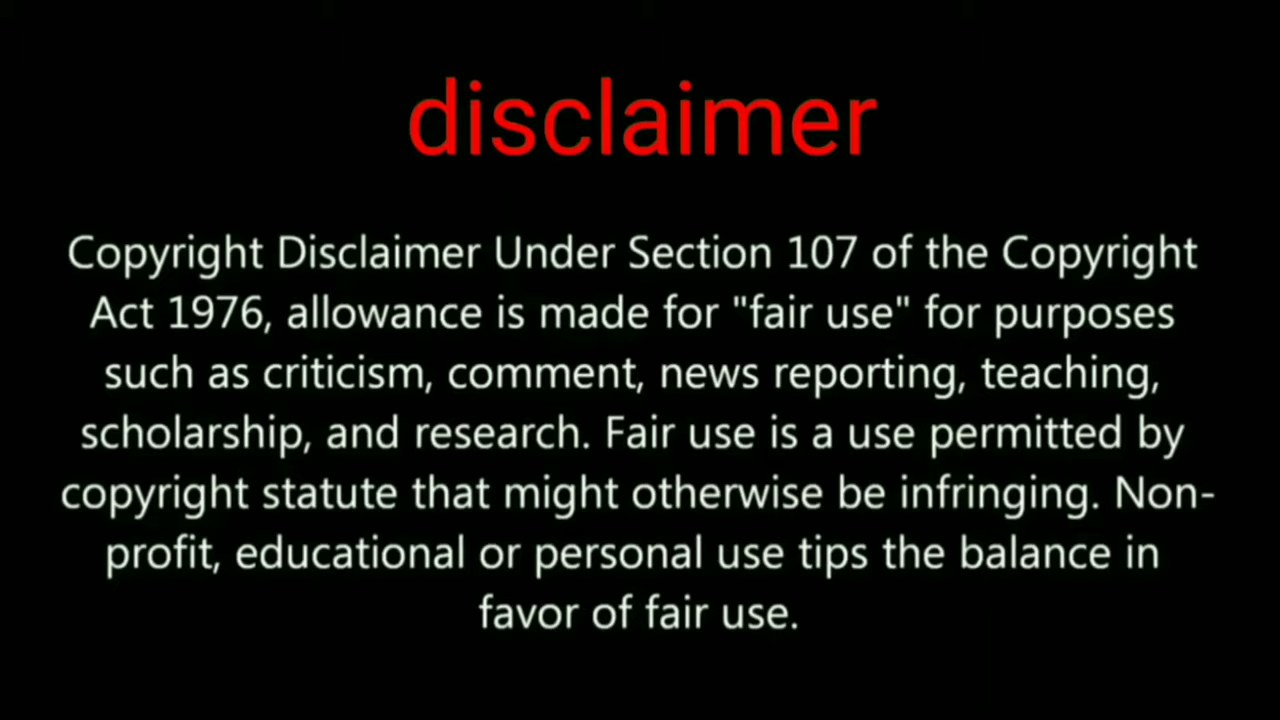 disclaimer
Copyright Disclaimer Under Section 107 of the Copyright
Act 1976, allowance is made for "fair use" for purposes
such as criticism, comment, news reporting, teaching,
scholarship, and research. Fair use is a use permitted by
copyright statute that might otherwise be infringing. Non-
profit, educational or personal use tips the balance in
favor of fair use.